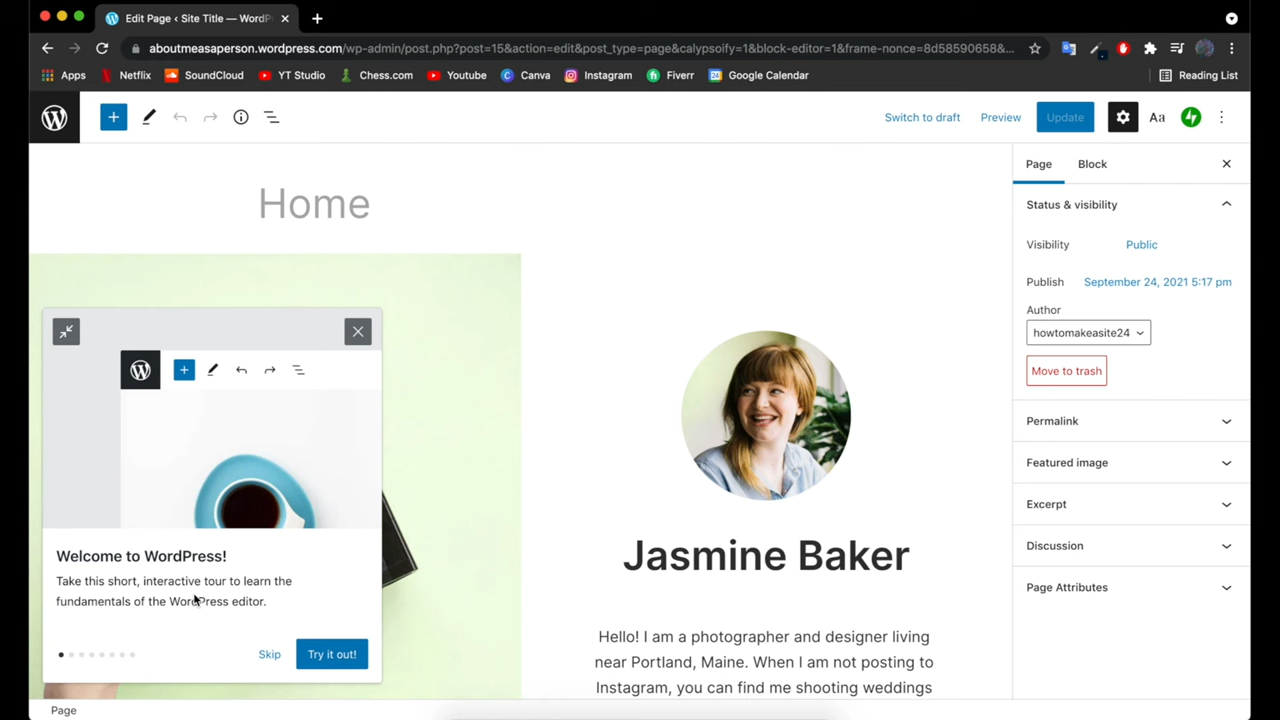 Edit Page ‹ Site Title — WordP
aboutmeasaperson.wordpress.com/wp-admin/post.php?post=15&action=edit&post_type=page&calypsoify=1&block-editor=1&frame-nonce=8d58590658&...
Apps Netflix SoundCloud YT Studio Chess.com Youtube Canva Instagram Fiverr Google Calendar Reading List
Switch to draft Preview Update Aa
Page Block
Home
Status & visibility
Visibility Public
Publish September 24, 2021 5:17 pm
Author
howtomakeasite24
Move to trash
Permalink
Featured image
Excerpt
Discussion
Page Attributes
Welcome to WordPress!
Take this short, interactive tour to learn the
fundamentals of the WordPress editor.
Skip Try it out!
Jasmine Baker
Hello! I am a photographer and designer living
near Portland, Maine. When I am not posting to
Instagram, you can find me shooting weddings
Page